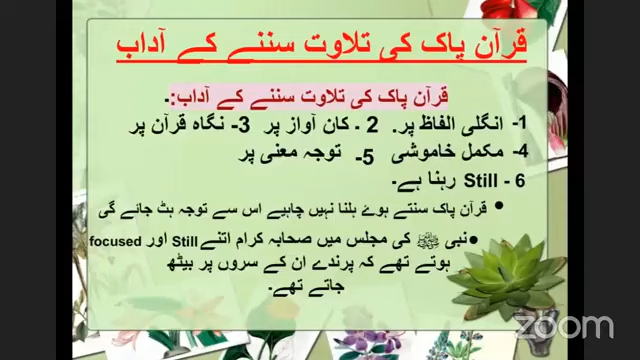 قرآن پاک کی تلاوت سننے کے آداب
قرآن پاک کی تلاوت سننے کے آداب:۔
1- انگلی الفاظ پر۔ 2 ۔ کان آواز پر 3- نگاہ قرآن پر
4- مکمل خاموشی 5- توجہ معنی پر
6 - Still رہنا ہے۔
• قرآن پاک سنتے ہوۓ ہلنا نہیں چاہیے اس سے توجہ ہٹ جائے گی
•نبی ﷺ کی مجلس میں صحابہ کرام اتنے Still اور focused
ہوتے تھے کہ پرندے ان کے سروں پر بیٹھ
جاتے تھے۔
zoom